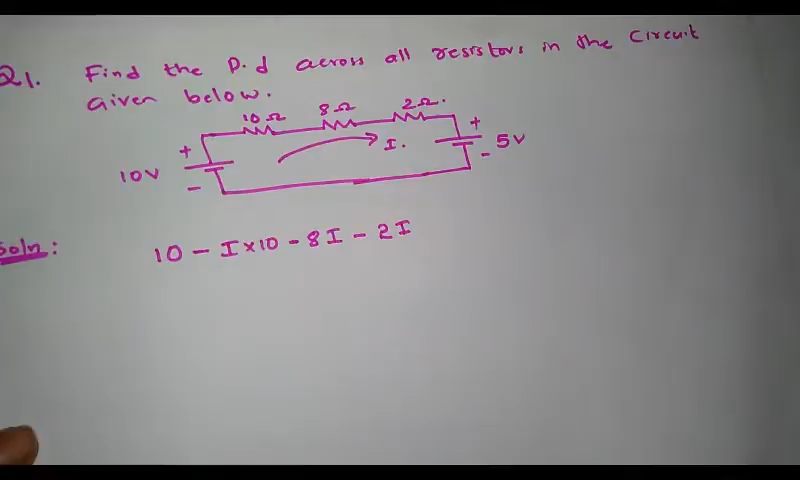 Q1. Find the P.d across all resistors in the circuit
given below.
10Ω 8Ω 2Ω.
+ +
10V I. 5V
- -
Soln:
10 - I×10 - 8I - 2I